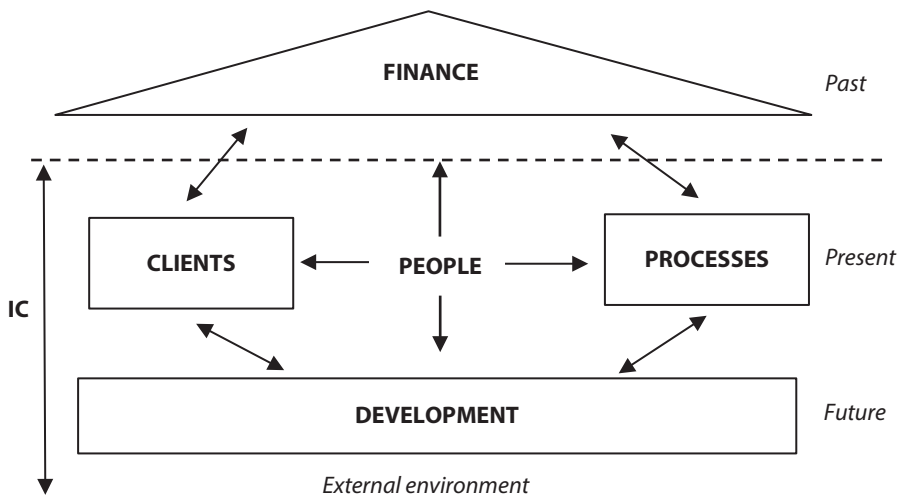 FINANCE
Past
CLIENTS
PEOPLE
PROCESSES
Present
IC
DEVELOPMENT
Future
External environment